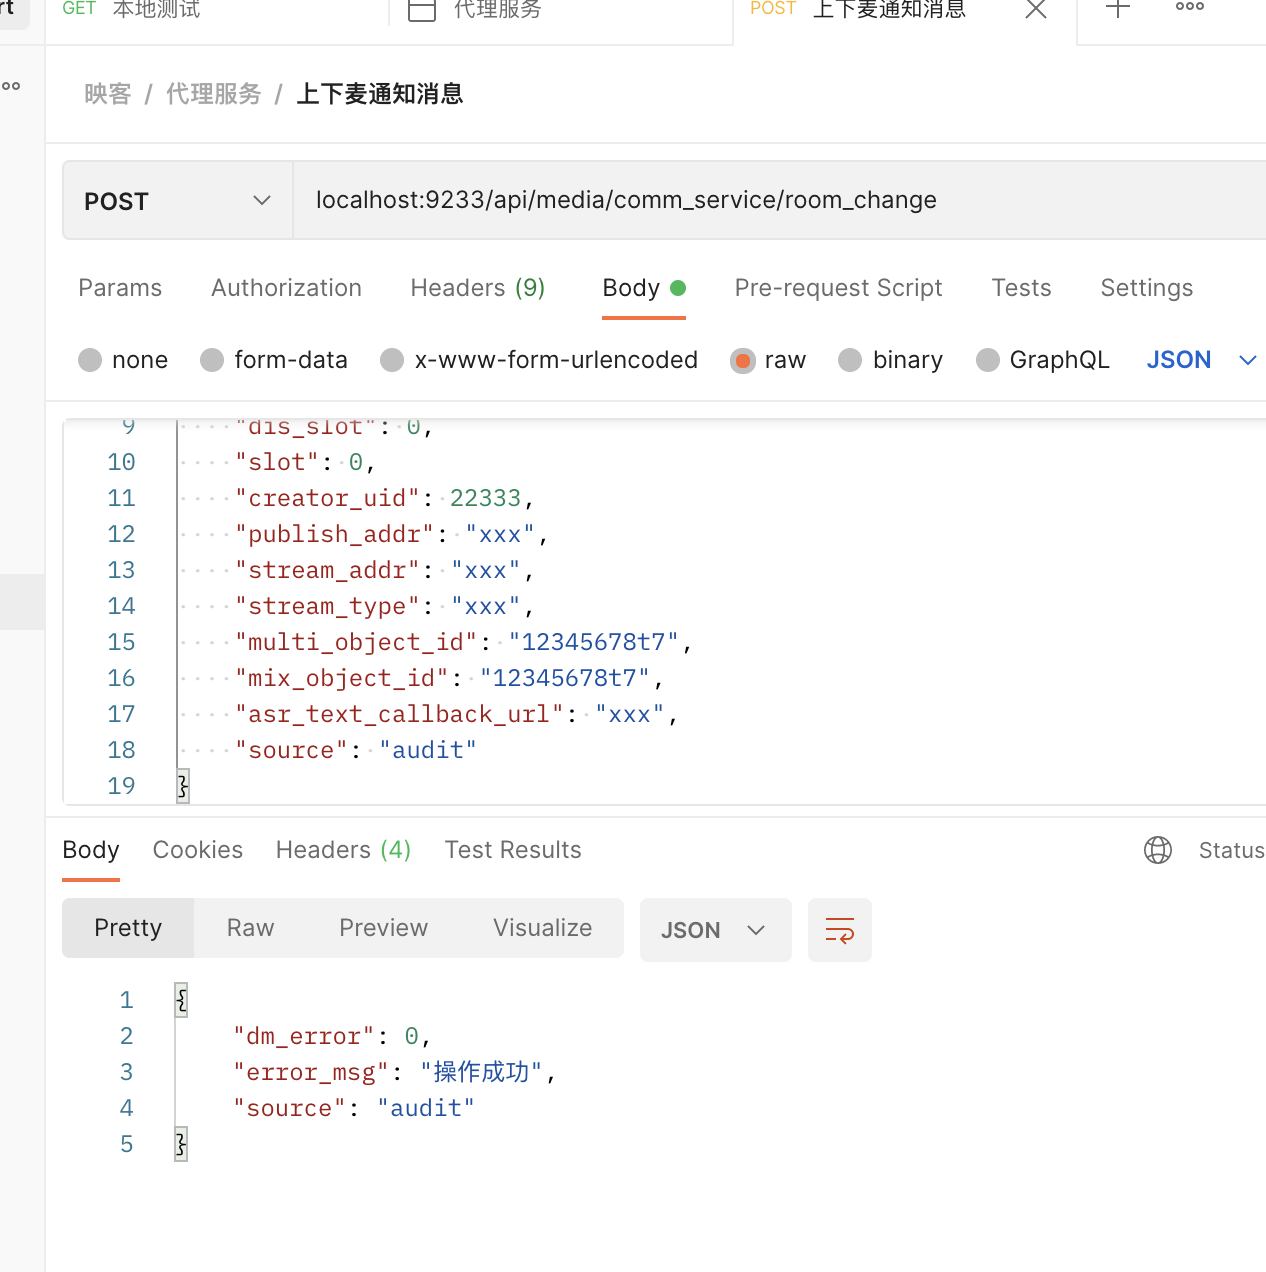 rt GET 本地测试 代理服务 POST 上下麦通知消息
映客 / 代理服务 / 上下麦通知消息
POST localhost:9233/api/media/comm_service/room_change
Params Authorization Headers (9) Body Pre-request Script Tests Settings
none form-data x-www-form-urlencoded raw binary GraphQL JSON
9 "dis_slot": 0,
10 "slot": 0,
11 "creator_uid": 22333,
12 "publish_addr": "xxx",
13 "stream_addr": "xxx",
14 "stream_type": "xxx",
15 "multi_object_id": "12345678t7",
16 "mix_object_id": "12345678t7",
17 "asr_text_callback_url": "xxx",
18 "source": "audit"
19 }
Body Cookies Headers (4) Test Results Status
Pretty Raw Preview Visualize JSON
1 {
2 "dm_error": 0,
3 "error_msg": "操作成功",
4 "source": "audit"
5 }